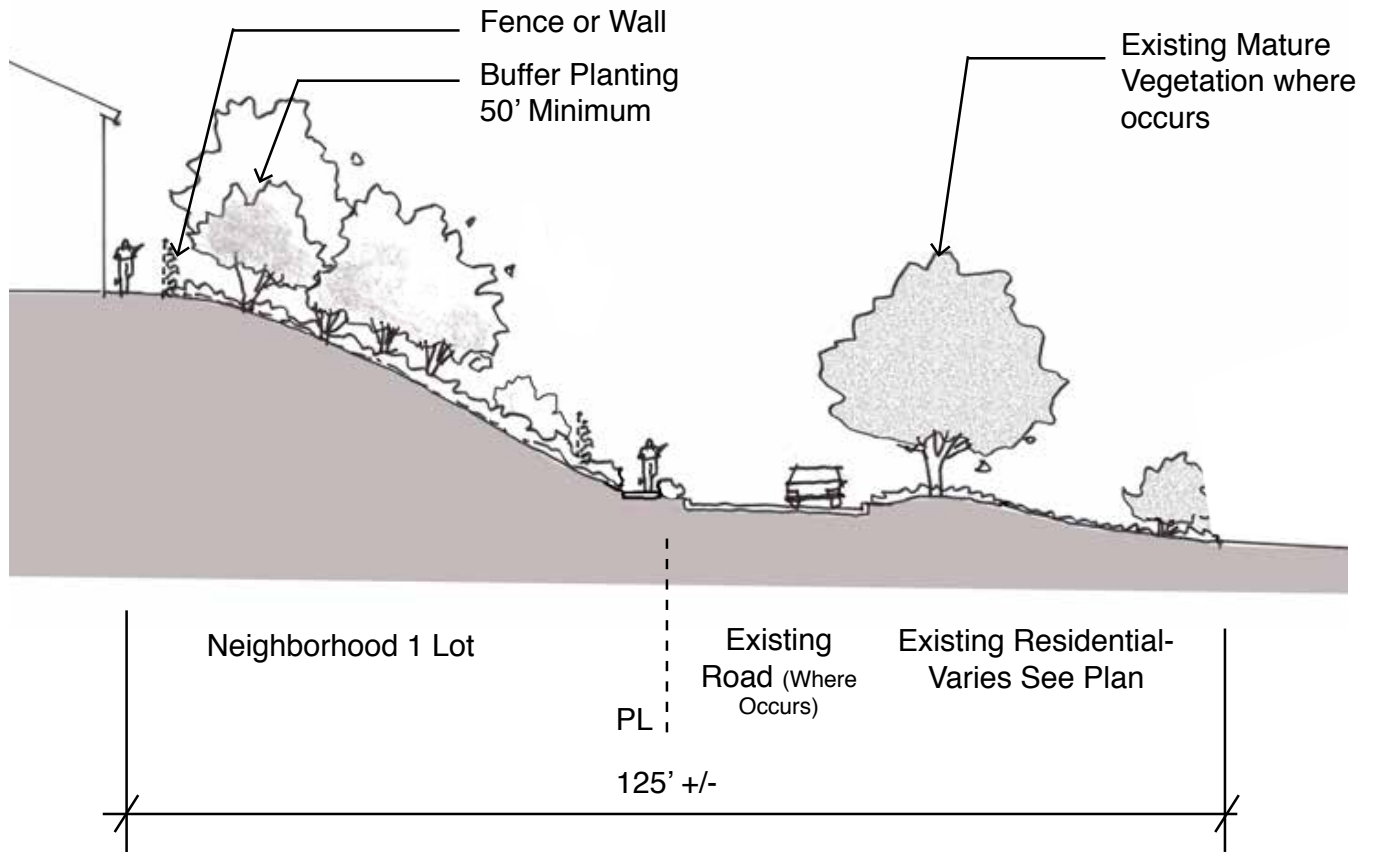 Fence or Wall
Buffer Planting
50’ Minimum
Existing Mature
Vegetation where
occurs
Neighborhood 1 Lot
Existing
Road (Where
Occurs)
Existing Residential-
Varies See Plan
PL
125’ +/-